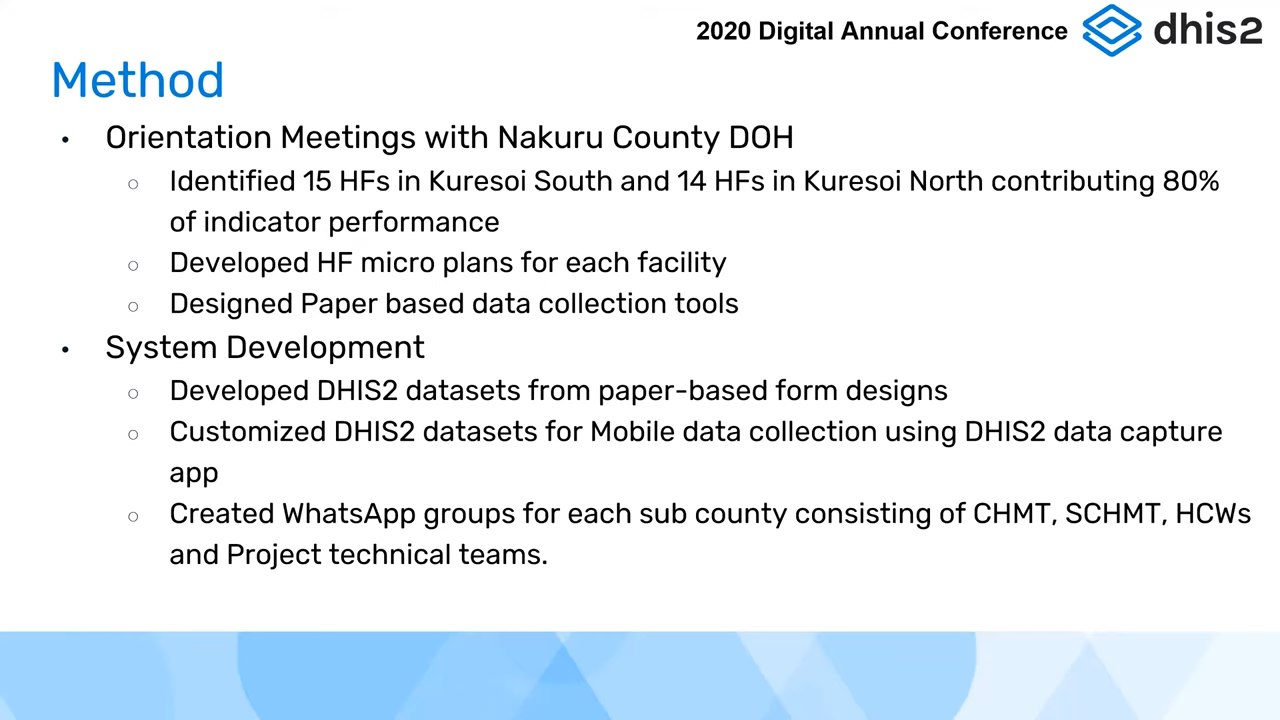 2020 Digital Annual Conference
dhis2
Method
• Orientation Meetings with Nakuru County DOH
○ Identified 15 HFs in Kuresoi South and 14 HFs in Kuresoi North contributing 80%
of indicator performance
○ Developed HF micro plans for each facility
○ Designed Paper based data collection tools
• System Development
○ Developed DHIS2 datasets from paper-based form designs
○ Customized DHIS2 datasets for Mobile data collection using DHIS2 data capture
app
○ Created WhatsApp groups for each sub county consisting of CHMT, SCHMT, HCWs
and Project technical teams.